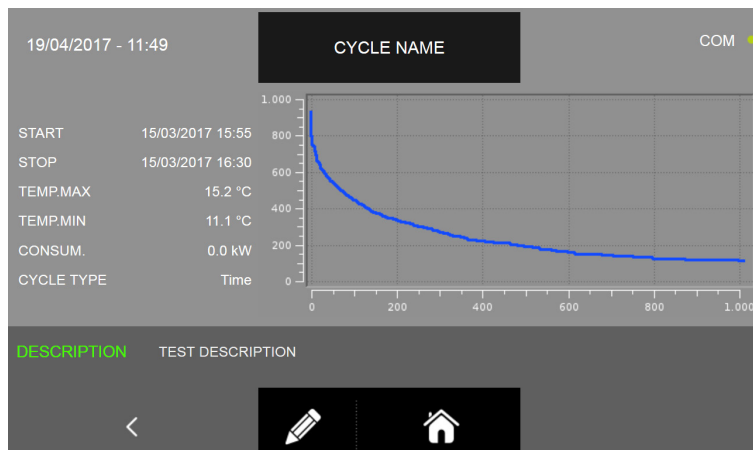 19/04/2017 - 11:49
CYCLE NAME
COM
START 15/03/2017 15:55
STOP 15/03/2017 16:30
TEMP.MAX 15.2 °C
TEMP.MIN 11.1 °C
CONSUM. 0.0 kW
CYCLE TYPE Time
1.000
800
600
400
200
0
0 200 400 600 800 1.000
DESCRIPTION TEST DESCRIPTION